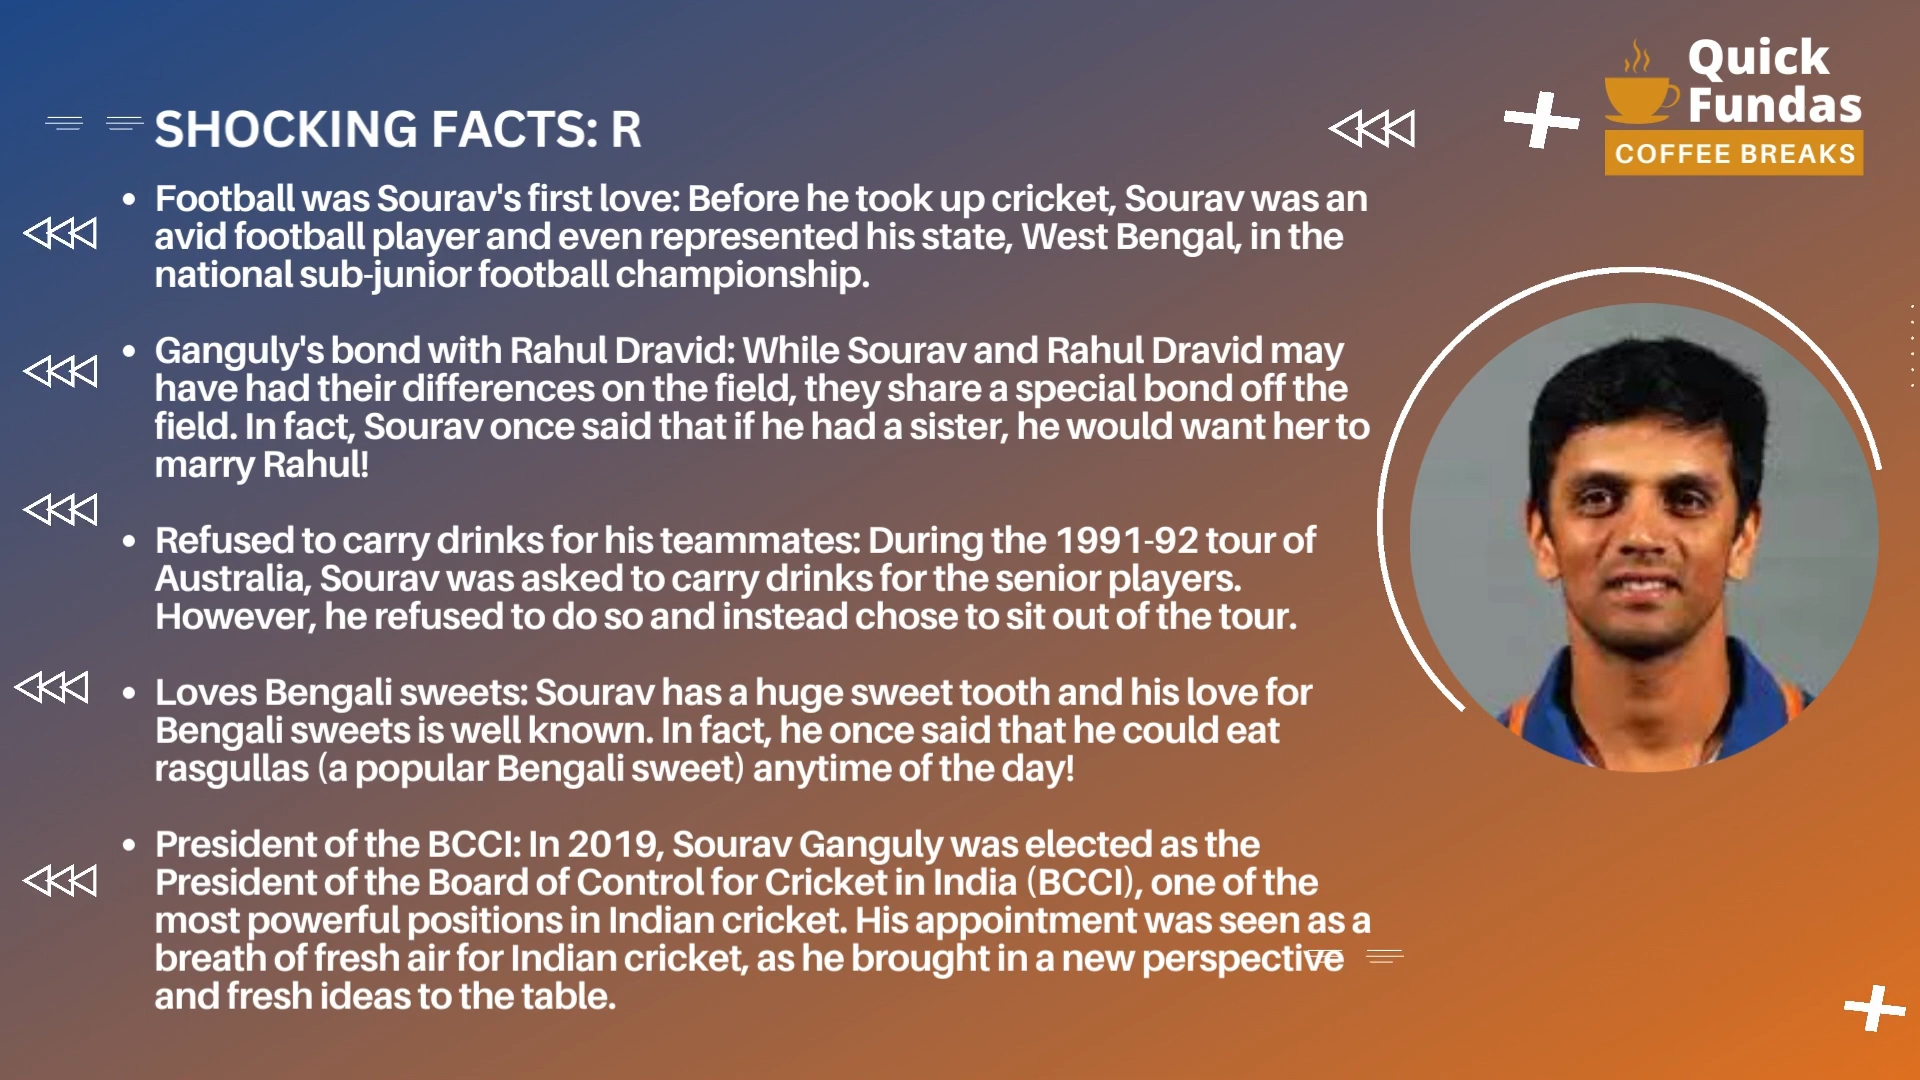 Quick
Fundas
COFFEE BREAKS
SHOCKING FACTS: R
• Football was Sourav's first love: Before he took up cricket, Sourav was an
avid football player and even represented his state, West Bengal, in the
national sub-junior football championship.
• Ganguly's bond with Rahul Dravid: While Sourav and Rahul Dravid may
have had their differences on the field, they share a special bond off the
field. In fact, Sourav once said that if he had a sister, he would want her to
marry Rahul!
• Refused to carry drinks for his teammates: During the 1991-92 tour of
Australia, Sourav was asked to carry drinks for the senior players.
However, he refused to do so and instead chose to sit out of the tour.
• Loves Bengali sweets: Sourav has a huge sweet tooth and his love for
Bengali sweets is well known. In fact, he once said that he could eat
rasgullas (a popular Bengali sweet) anytime of the day!
• President of the BCCI: In 2019, Sourav Ganguly was elected as the
President of the Board of Control for Cricket in India (BCCI), one of the
most powerful positions in Indian cricket. His appointment was seen as a
breath of fresh air for Indian cricket, as he brought in a new perspective
and fresh ideas to the table.